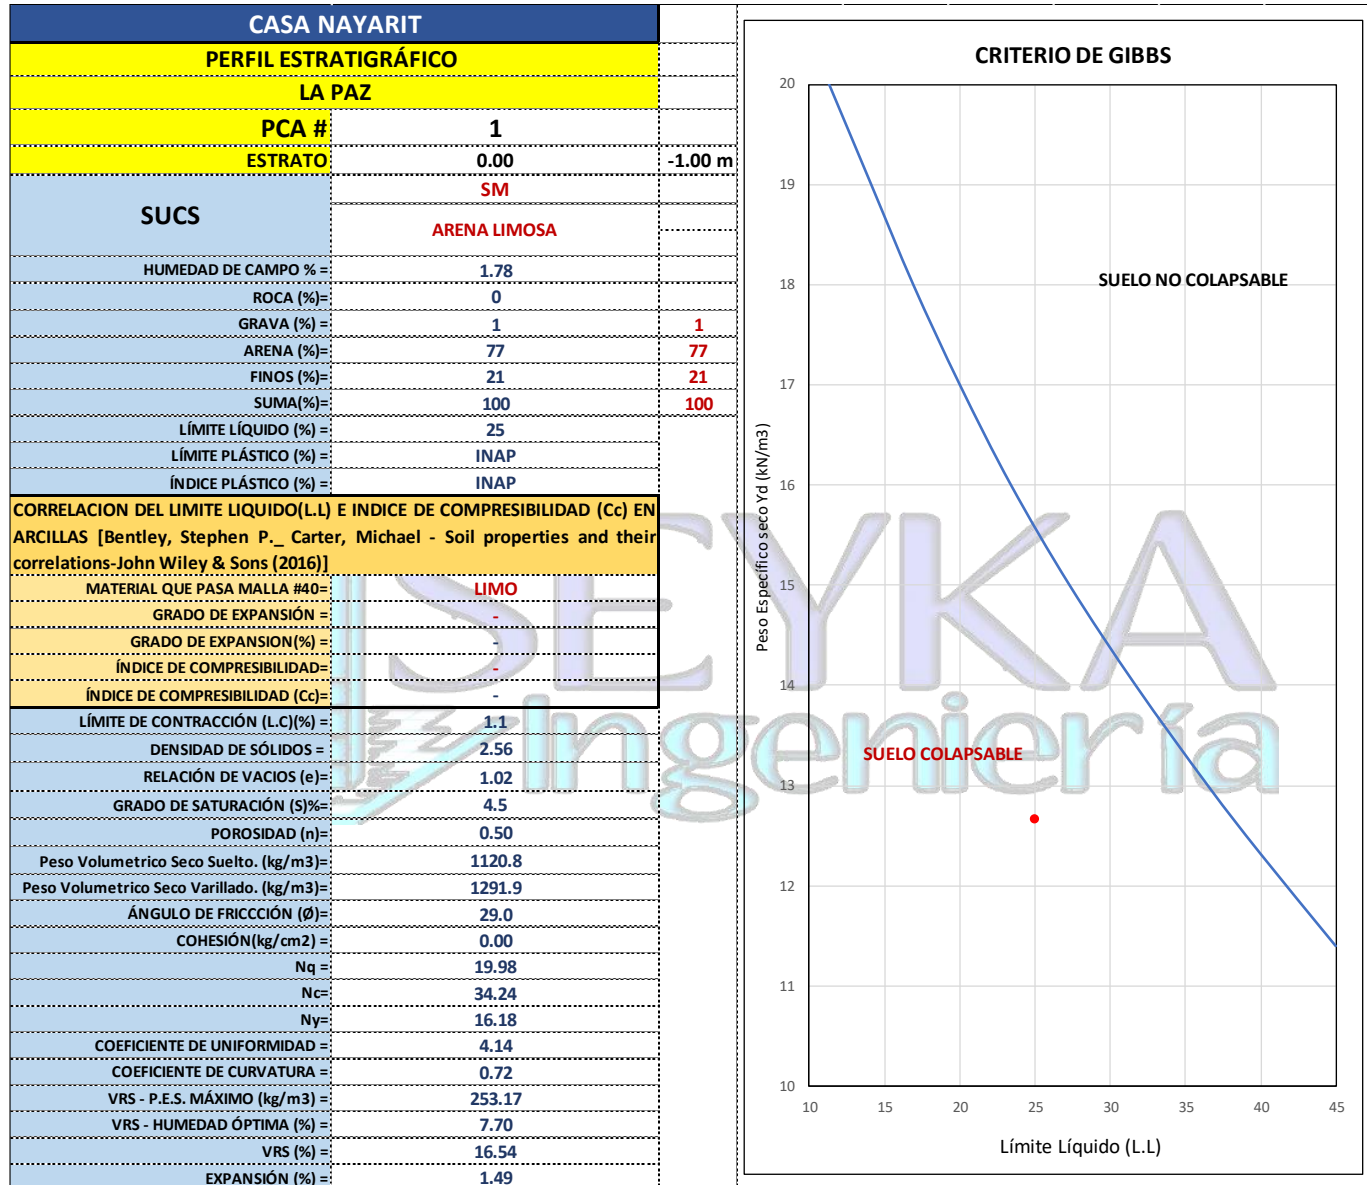 CASA NAYARIT
PERFIL ESTRATIGRÁFICO
LA PAZ
PCA # 1
ESTRATO 0.00 -1.00 m
SUCS SM
ARENA LIMOSA
HUMEDAD DE CAMPO % = 1.78
ROCA (%)= 0
GRAVA (%) = 1 1
ARENA (%)= 77 77
FINOS (%)= 21 21
SUMA(%)= 100 100
LÍMITE LÍQUIDO (%) = 25
LÍMITE PLÁSTICO (%) = INAP
ÍNDICE PLÁSTICO (%) = INAP
CORRELACION DEL LIMITE LIQUIDO(L.L) E INDICE DE COMPRESIBILIDAD (Cc) EN
ARCILLAS [Bentley, Stephen P._ Carter, Michael - Soil properties and their
correlations-John Wiley & Sons (2016)]
MATERIAL QUE PASA MALLA #40= LIMO
GRADO DE EXPANSIÓN = -
GRADO DE EXPANSION(%) = -
ÍNDICE DE COMPRESIBILIDAD= -
ÍNDICE DE COMPRESIBILIDAD (Cc)= -
LÍMITE DE CONTRACCIÓN (L.C)(%) = 1.1
DENSIDAD DE SÓLIDOS = 2.56
RELACIÓN DE VACIOS (e)= 1.02
GRADO DE SATURACIÓN (S)%= 4.5
POROSIDAD (n)= 0.50
Peso Volumetrico Seco Suelto. (kg/m3)= 1120.8
Peso Volumetrico Seco Varillado. (kg/m3)= 1291.9
ÁNGULO DE FRICCCIÓN (Ø)= 29.0
COHESIÓN(kg/cm2) = 0.00
Nq = 19.98
Nc= 34.24
Ny= 16.18
COEFICIENTE DE UNIFORMIDAD = 4.14
COEFICIENTE DE CURVATURA = 0.72
VRS - P.E.S. MÁXIMO (kg/m3) = 253.17
VRS - HUMEDAD ÓPTIMA (%) = 7.70
VRS (%) = 16.54
EXPANSIÓN (%) = 1.49
CRITERIO DE GIBBS
20
19
18
17
16
15
14
13
12
11
10
Peso Específico seco Yd (kN/m3)
SUELO NO COLAPSABLE
SUELO COLAPSABLE
10 15 20 25 30 35 40 45
Límite Líquido (L.L)
SEYKA
Ingeniería